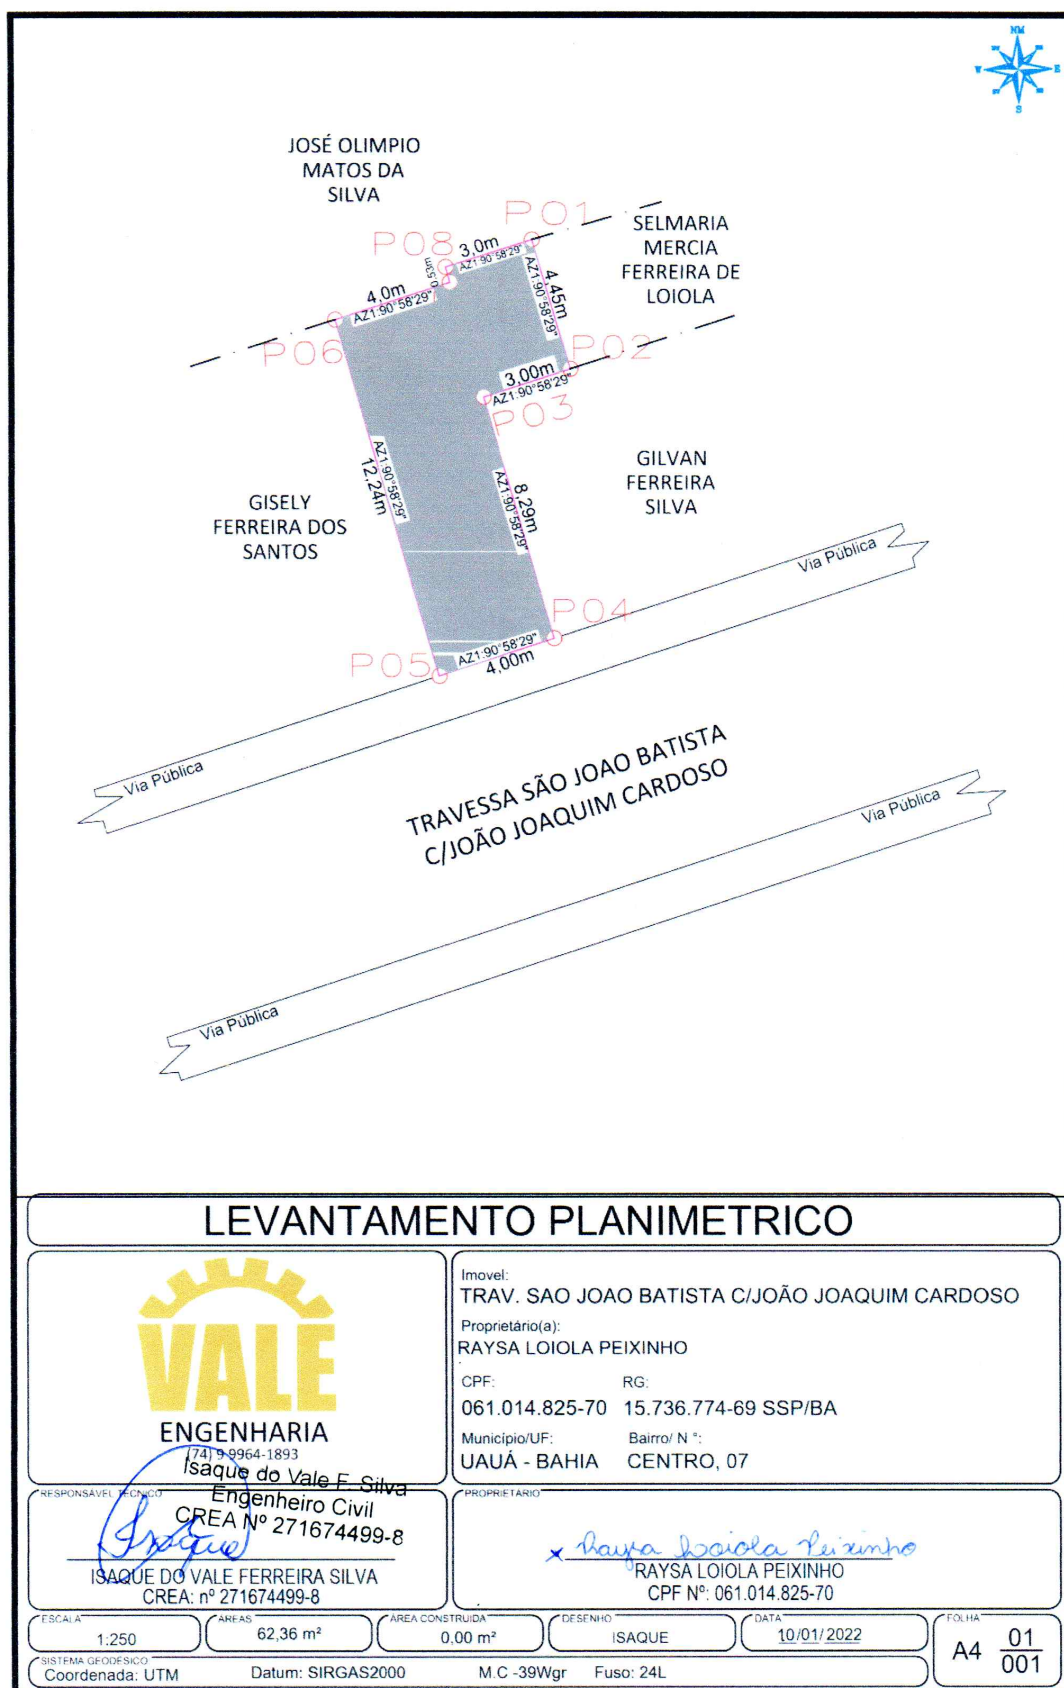 NM
W
E
S
JOSÉ OLIMPIO
MATOS DA
SILVA
P01
SELMARIA
MERCIA
FERREIRA DE
LOIOLA
P08
3,0m
AZ1:90°58'29"
0.53m
4,0m
AZ1:90°58'29"
4,45m
AZ1:90°58'29"
P06
P02
3,00m
AZ1:90°58'29"
P03
12,24m
AZ1:90°58'29"
8,29m
AZ1:90°58'29"
GILVAN
FERREIRA
SILVA
GISELY
FERREIRA DOS
SANTOS
Via Pública
P04
AZ1:90°58'29"
4,00m
P05
Via Pública
TRAVESSA SÃO JOAO BATISTA
C/JOÃO JOAQUIM CARDOSO
Via Pública
Via Pública
LEVANTAMENTO PLANIMETRICO
VALE
ENGENHARIA
(74) 9 9964-1893
Imovel:
TRAV. SAO JOAO BATISTA C/JOÃO JOAQUIM CARDOSO
Proprietário(a):
RAYSA LOIOLA PEIXINHO
CPF: RG:
061.014.825-70 15.736.774-69 SSP/BA
Município/UF: Bairro/ N °:
UAUÁ - BAHIA CENTRO, 07
RESPONSÁVEL TÉCNICO
Isaque do Vale F. Silva
Engenheiro Civil
CREA Nº 271674499-8
Isaque
ISAQUE DO VALE FERREIRA SILVA
CREA: nº 271674499-8
PROPRIETÁRIO
x Raysa Loiola Peixinho
RAYSA LOIOLA PEIXINHO
CPF Nº: 061.014.825-70
ESCALA
1:250
ÁREAS
62,36 m²
ÁREA CONSTRUIDA
0,00 m²
DESENHO
ISAQUE
DATA
10/01/2022
FOLHA
A4 01
001
SISTEMA GEODÉSICO
Coordenada: UTM Datum: SIRGAS2000 M.C -39Wgr Fuso: 24L